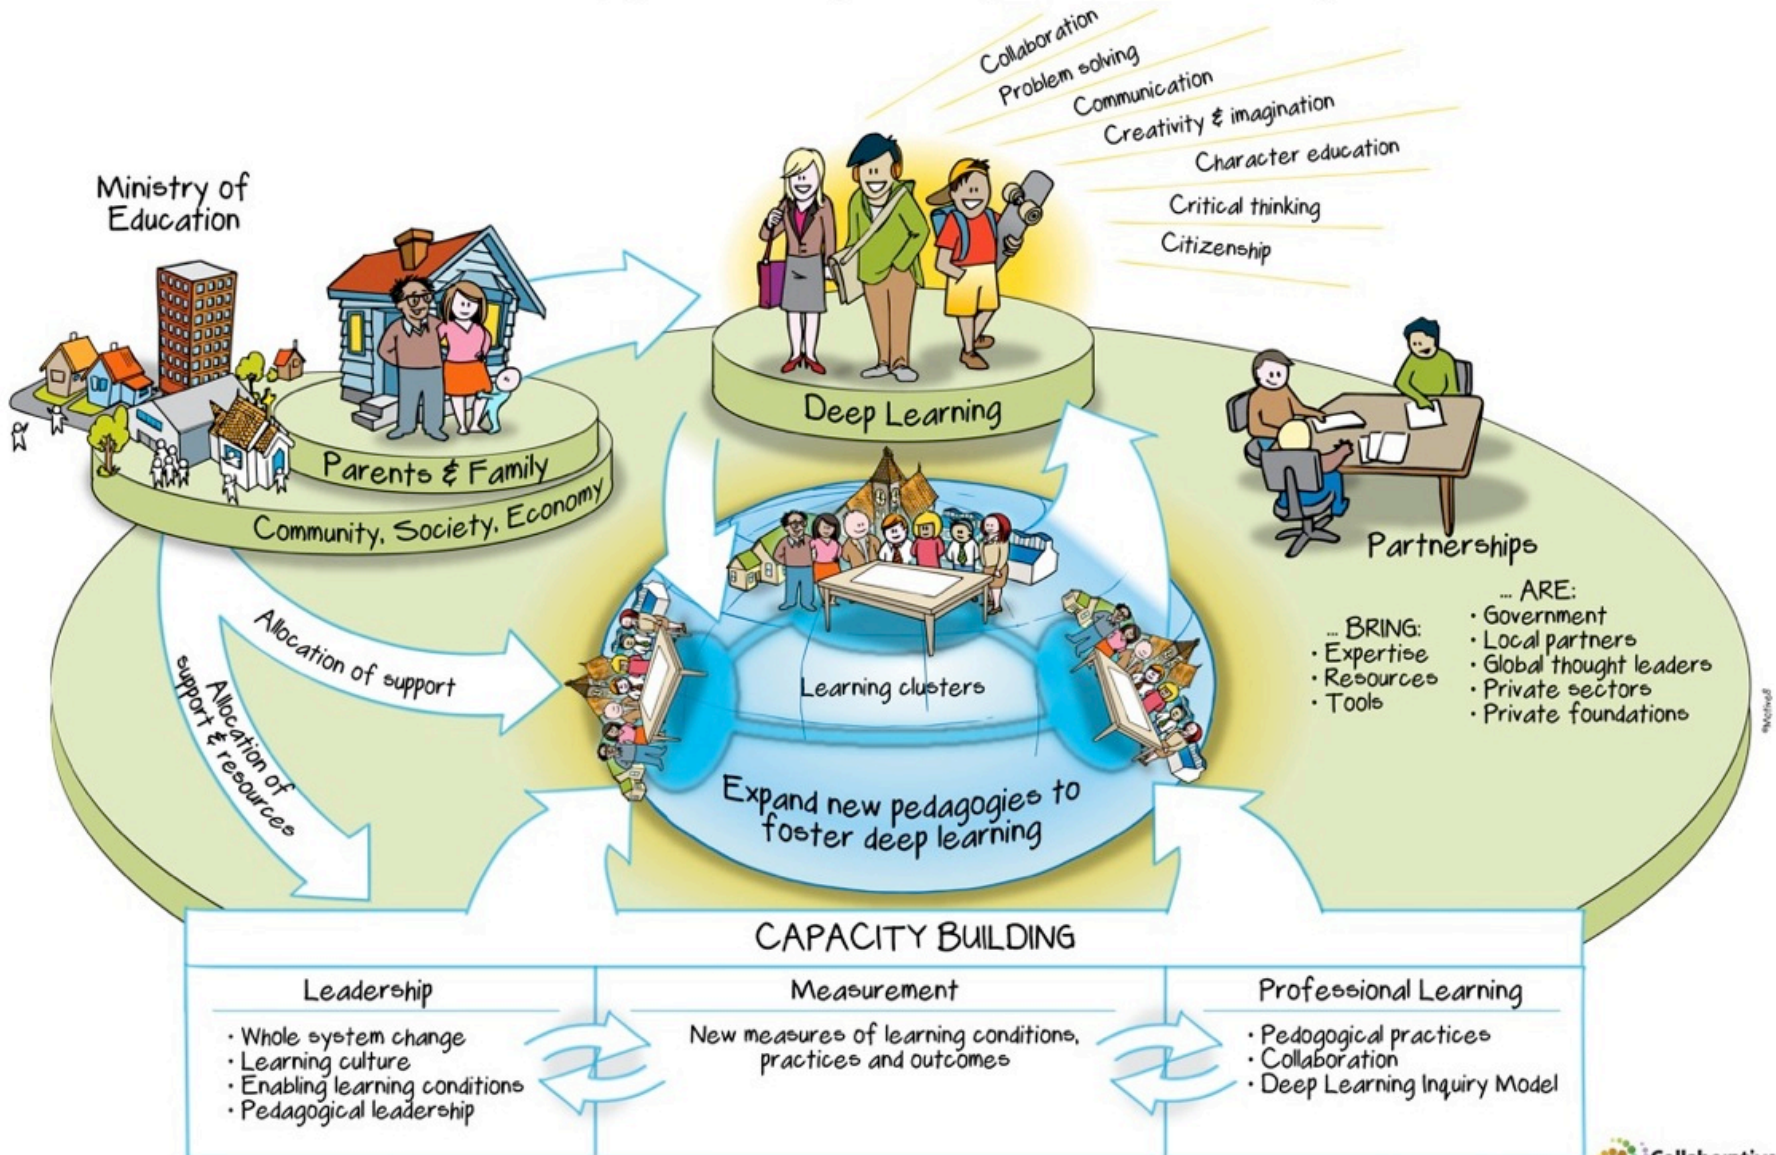 Collaboration
Problem solving
Communication
Creativity & imagination
Character education
Critical thinking
Citizenship
Ministry of
Education
Deep Learning
Parents & Family
Community, Society, Economy
Partnerships
... BRING:
· Expertise
· Resources
· Tools
... ARE:
· Government
· Local partners
· Global thought leaders
· Private sectors
· Private foundations
Allocation of support
Allocation of
support & resources
Learning clusters
Expand new pedagogies to
foster deep learning
CAPACITY BUILDING
Leadership
· Whole system change
· Learning culture
· Enabling learning conditions
· Pedagogical leadership
Measurement
New measures of learning conditions,
practices and outcomes
Professional Learning
· Pedogogical practices
· Collaboration
· Deep Learning Inquiry Model